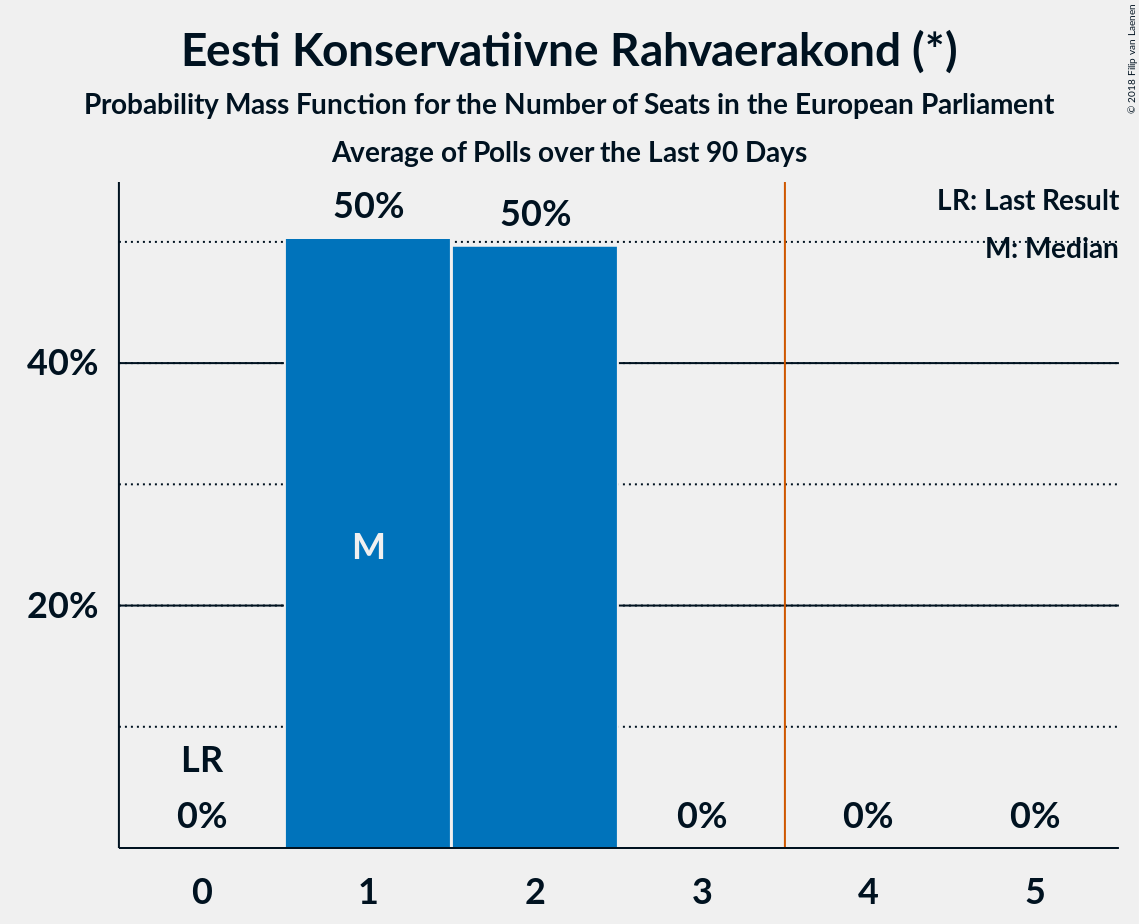 Eesti Konservatiivne Rahvaerakond (*)
Probability Mass Function for the Number of Seats in the European Parliament
Average of Polls over the Last 90 Days
© 2018 Filip van Laenen
LR: Last Result
M: Median
50%
50%
40%
M
20%
LR
0%
0%
0%
0%
0
1
2
3
4
5